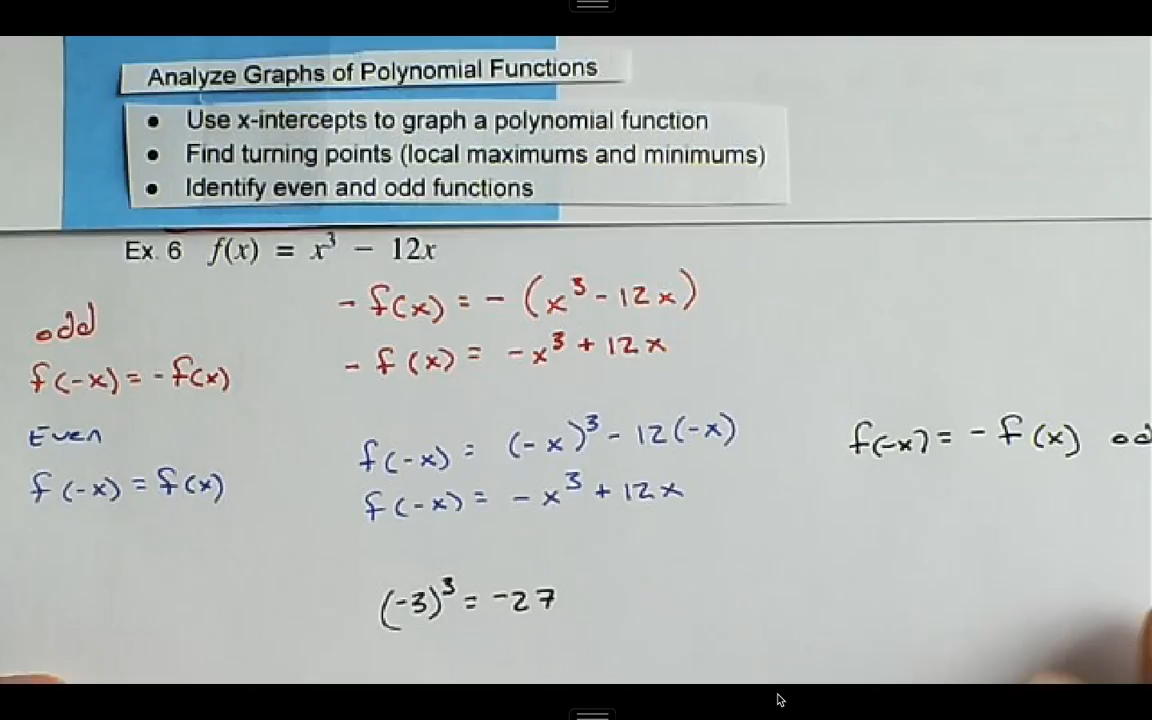 Analyze Graphs of Polynomial Functions
● Use x-intercepts to graph a polynomial function
● Find turning points (local maximums and minimums)
● Identify even and odd functions
Ex. 6 f(x) = x³ − 12x
odd
f(-x) = -f(x)
Even
f(-x) = f(x)
- f(x) = - (x³ - 12x)
- f(x) = -x³ + 12x
f(-x) = (-x)³ - 12(-x)
f(-x) = -x³ + 12x
(-3)³ = -27
f(-x) = - f(x) od